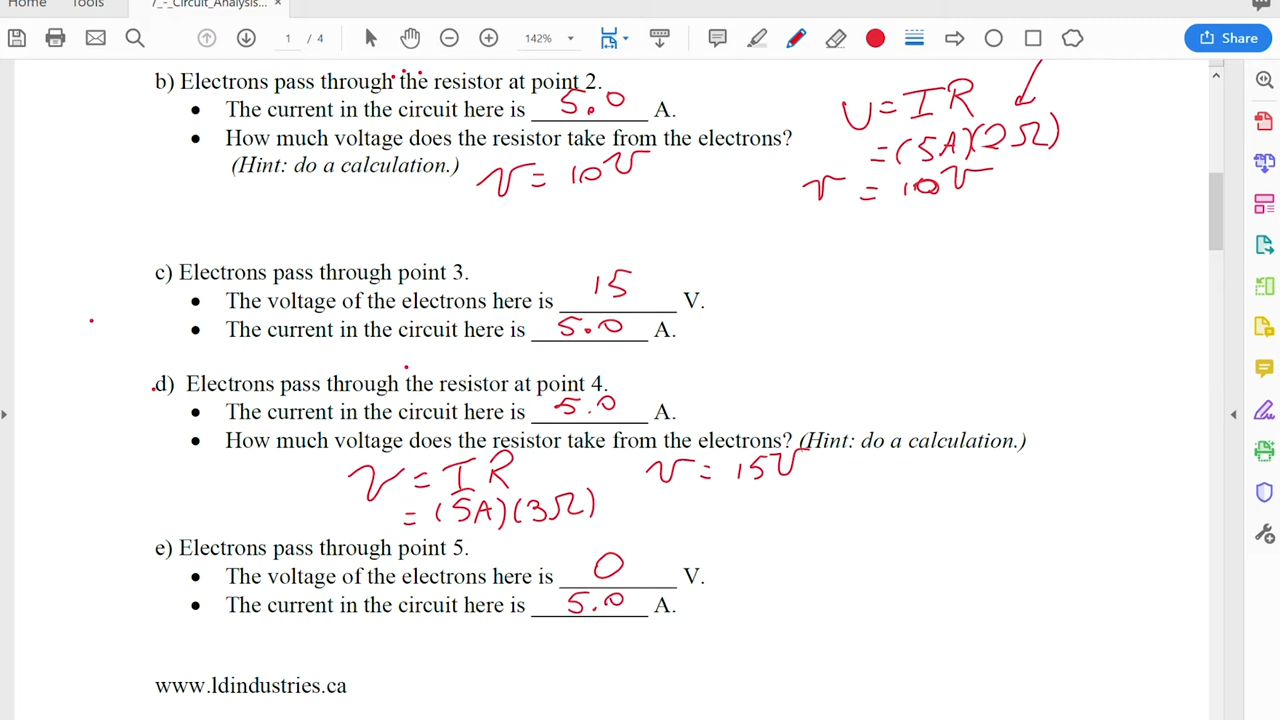 Home Tools 7_-_Circuit_Analysis... ×
1 / 4 142% Share
b) Electrons pass through the resistor at point 2.
• The current in the circuit here is 5.0 A.
• How much voltage does the resistor take from the electrons?
(Hint: do a calculation.)
V = 10V
V = IR
= (5A)(2Ω)
V = 10V
c) Electrons pass through point 3.
• The voltage of the electrons here is 15 V.
• The current in the circuit here is 5.0 A.
d) Electrons pass through the resistor at point 4.
• The current in the circuit here is 5.0 A.
• How much voltage does the resistor take from the electrons? (Hint: do a calculation.)
V = IR V = 15V
= (5A)(3Ω)
e) Electrons pass through point 5.
• The voltage of the electrons here is 0 V.
• The current in the circuit here is 5.0 A.
www.ldindustries.ca